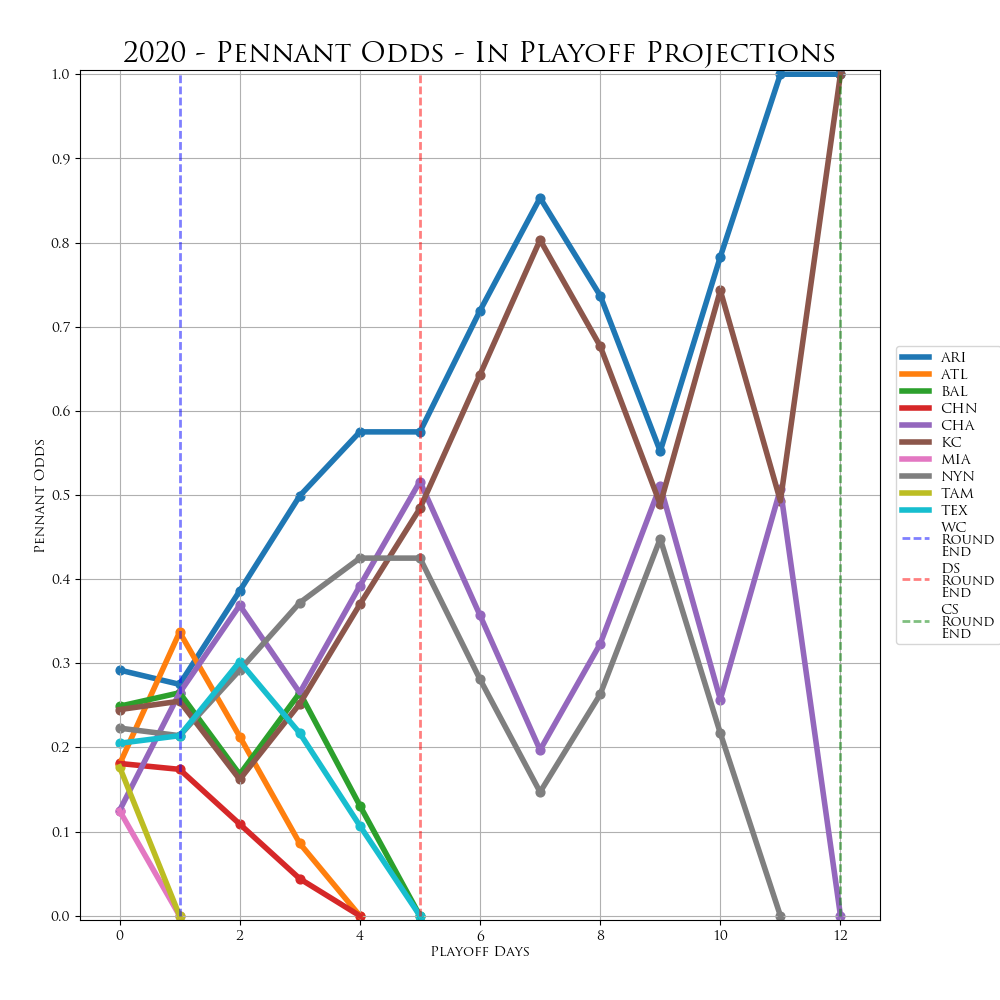 2020 - Pennant Odds - In Playoff Projections
1.0
0.9
0.8
0.7
0.6
0.5
0.4
0.3
0.2
0.1
0.0
Pennant Odds
0 2 4 6 8 10 12
Playoff Days
ARI
ATL
BAL
CHN
CHA
KC
MIA
NYN
TAM
TEX
WC
Round
End
DS
Round
End
CS
Round
End